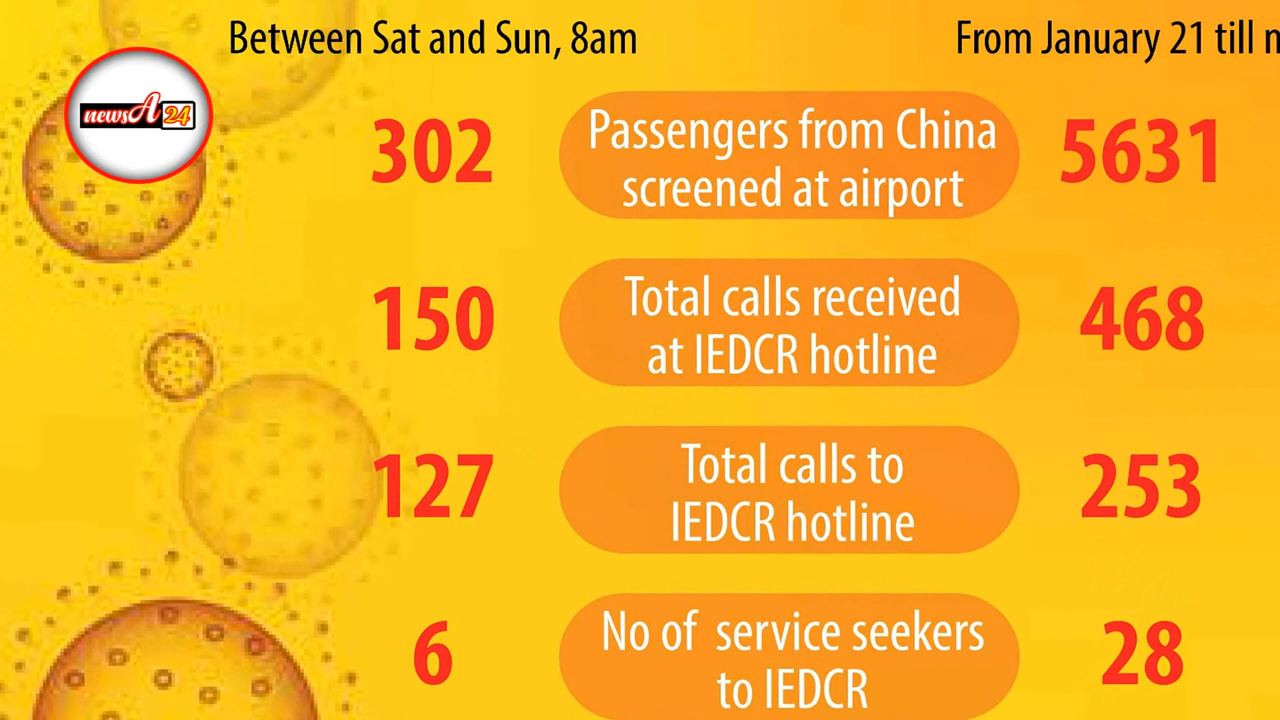 Between Sat and Sun, 8am
From January 21 till
newsA24
302
Passengers from China
screened at airport
5631
150
Total calls received
at IEDCR hotline
468
127
Total calls to
IEDCR hotline
253
6
No of service seekers
to IEDCR
28